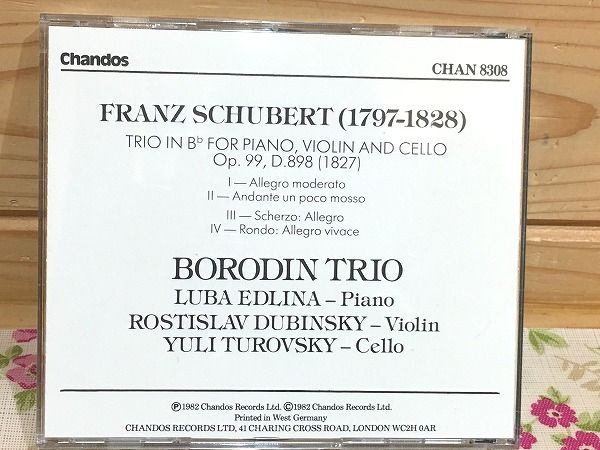 Chandos
CHAN 8308
FRANZ SCHUBERT (1797-1828)
TRIO IN B♭ FOR PIANO, VIOLIN AND CELLO
Op. 99, D.898 (1827)
I — Allegro moderato
II — Andante un poco mosso
III — Scherzo: Allegro
IV — Rondo: Allegro vivace
BORODIN TRIO
LUBA EDLINA – Piano
ROSTISLAV DUBINSKY – Violin
YULI TUROVSKY – Cello
℗1982 Chandos Records Ltd. ©1982 Chandos Records Ltd.
Printed in West Germany
CHANDOS RECORDS LTD, 41 CHARING CROSS ROAD, LONDON WC2H 0AR